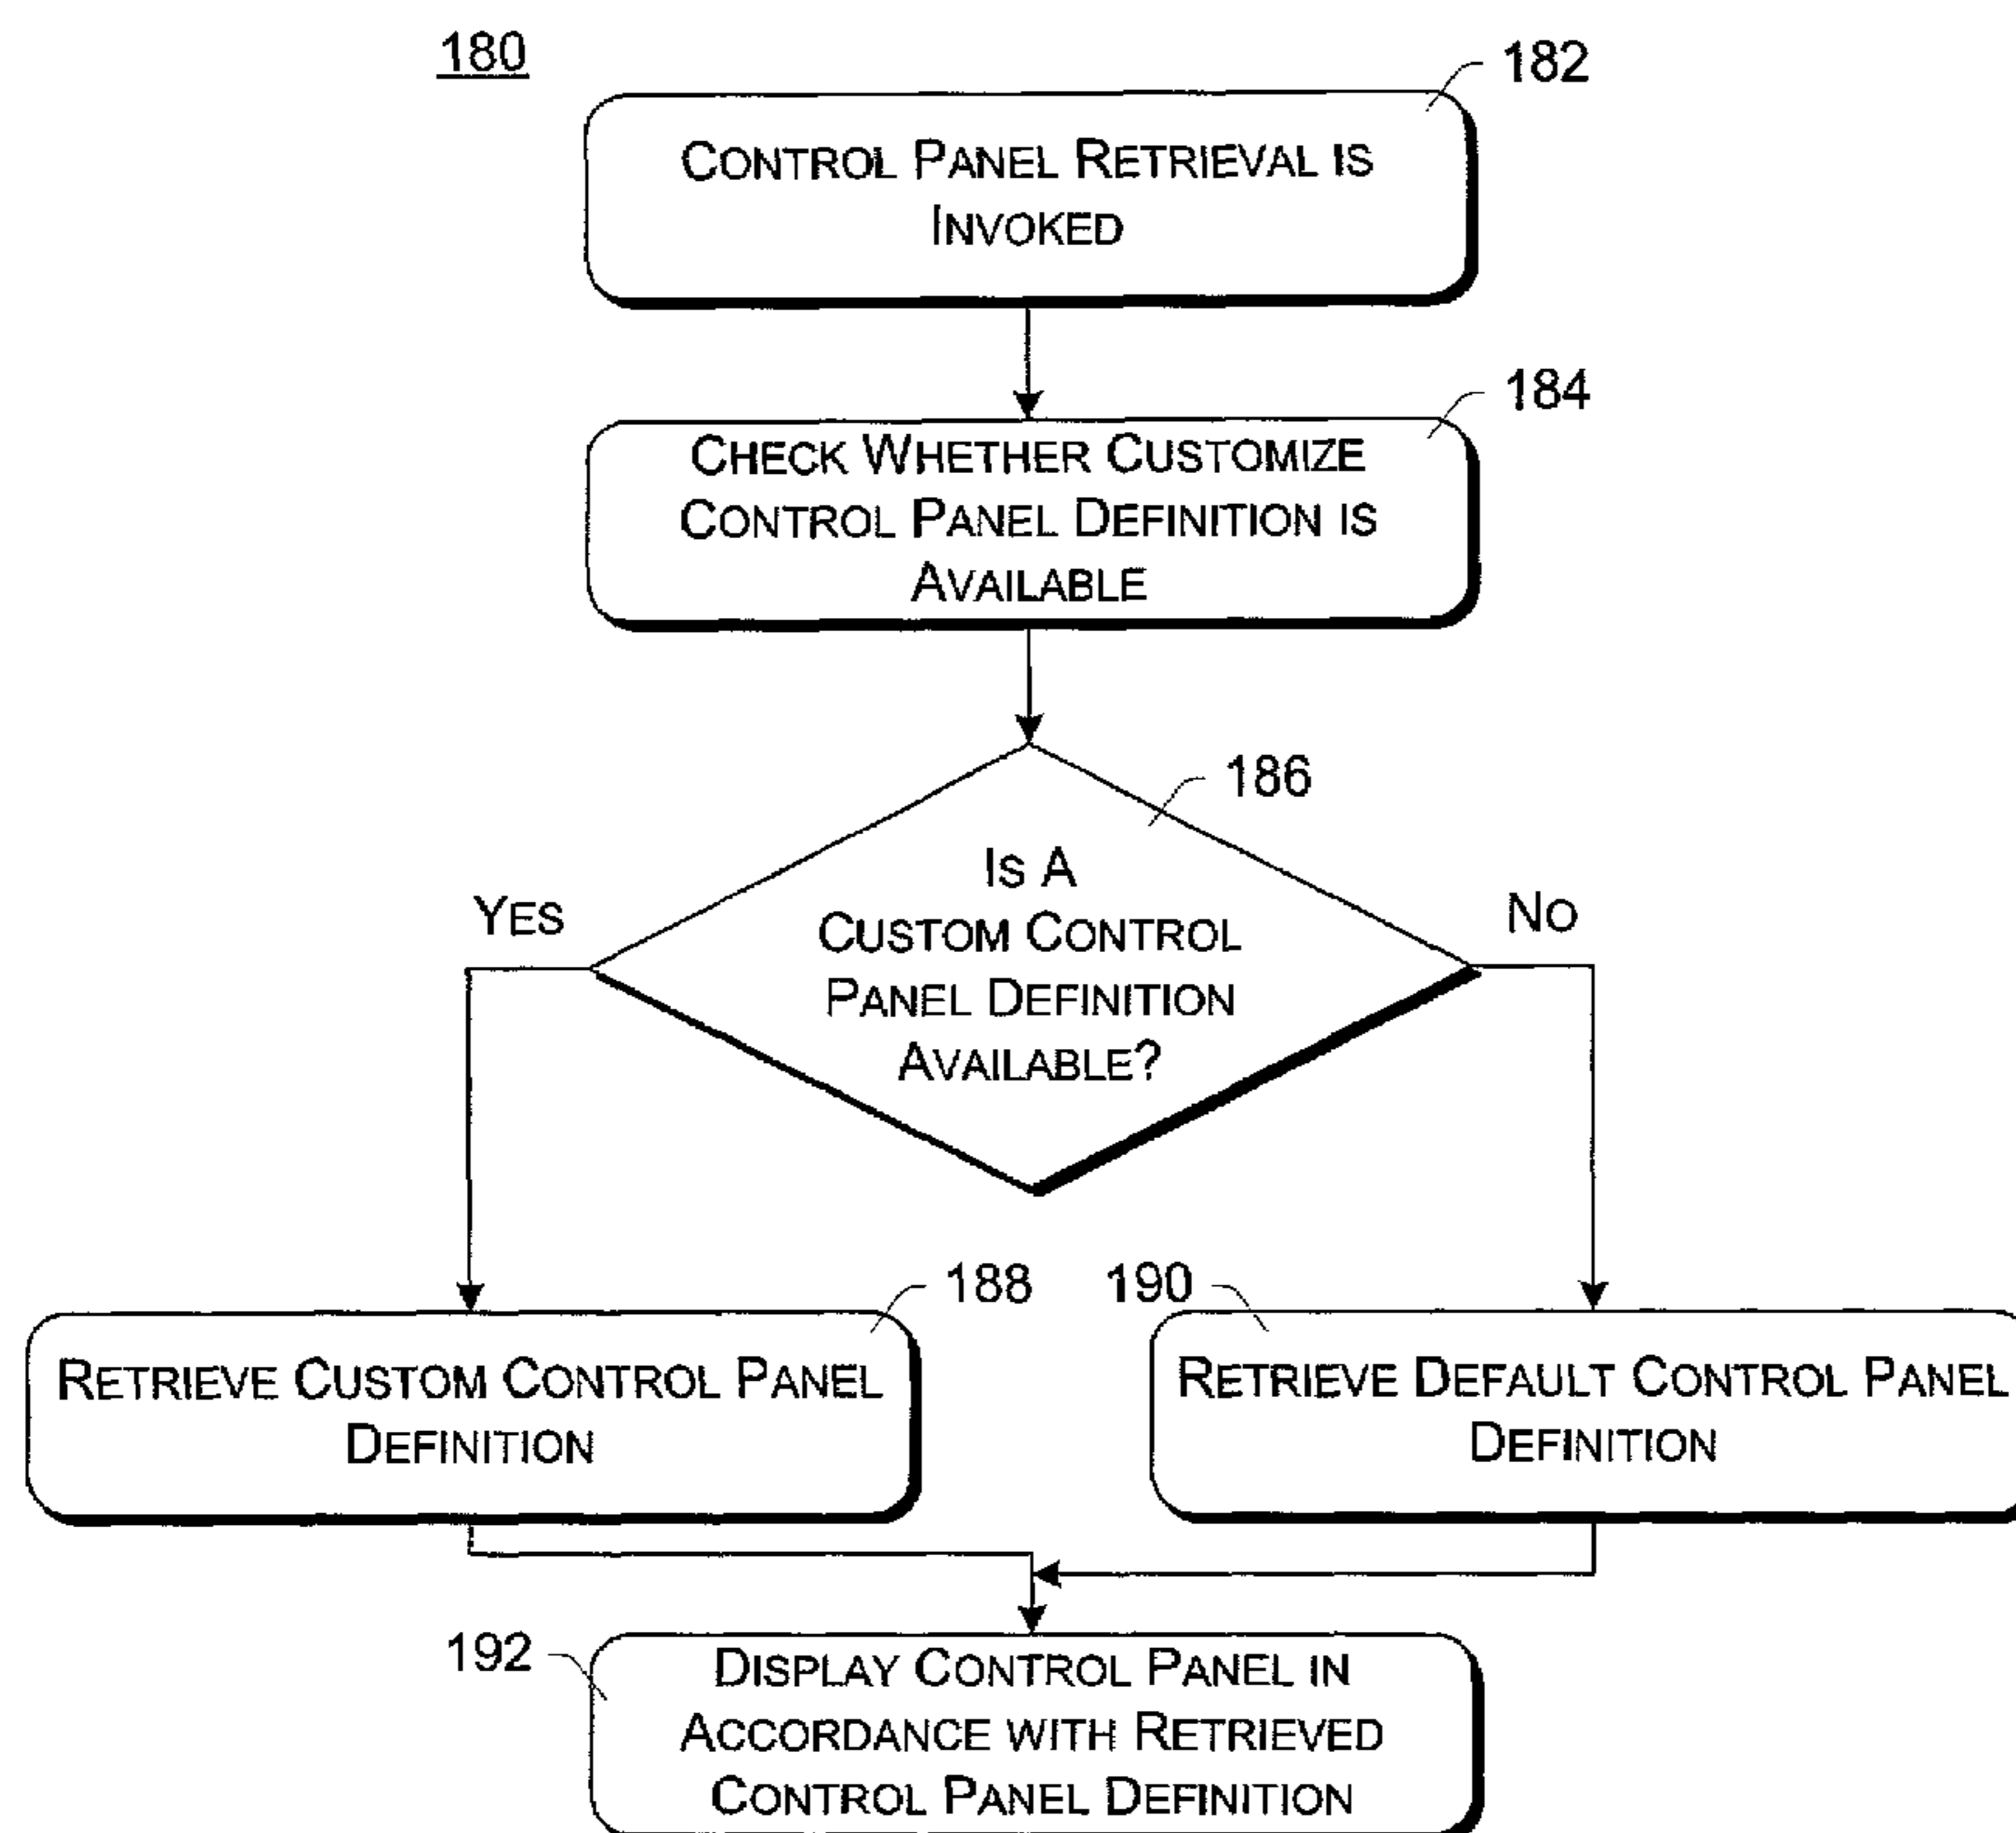 180
182
CONTROL PANEL RETRIEVAL IS
INVOKED
184
CHECK WHETHER CUSTOMIZE
CONTROL PANEL DEFINITION IS
AVAILABLE
186
IS A
CUSTOM CONTROL
PANEL DEFINITION
AVAILABLE?
YES
NO
188
RETRIEVE CUSTOM CONTROL PANEL
DEFINITION
190
RETRIEVE DEFAULT CONTROL PANEL
DEFINITION
192
DISPLAY CONTROL PANEL IN
ACCORDANCE WITH RETRIEVED
CONTROL PANEL DEFINITION